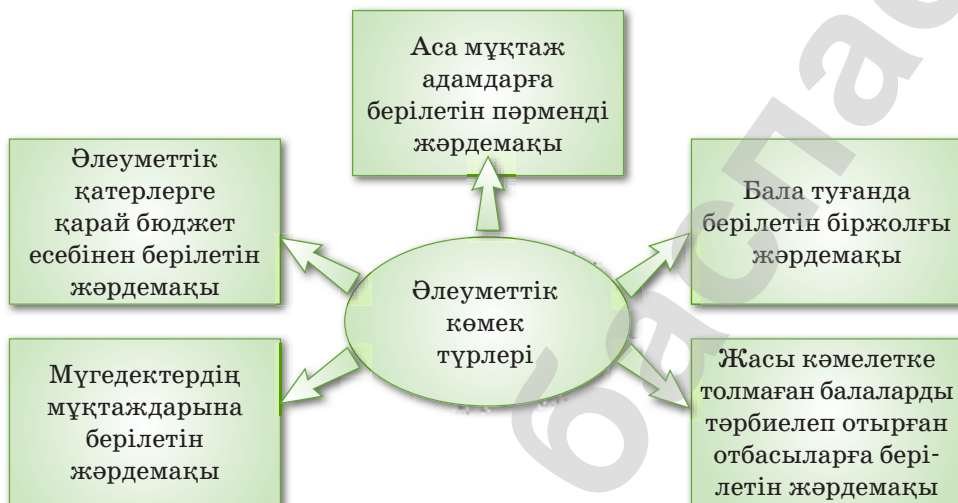 Аса мұқтаж
адамдарға
берілетін пәрменді
жәрдемақы
Әлеуметтік
қатерлерге
қарай бюджет
есебінен берілетін
жәрдемақы
Бала туғанда
берілетін біржолғы
жәрдемақы
Әлеуметтік
көмек
түрлері
Мүгедектердің
мұқтаждарына
берілетін
жәрдемақы
Жасы кәмелетке
толмаған балаларды
тәрбиелеп отырған
отбасыларға бері-
летін жәрдемақы
баспас